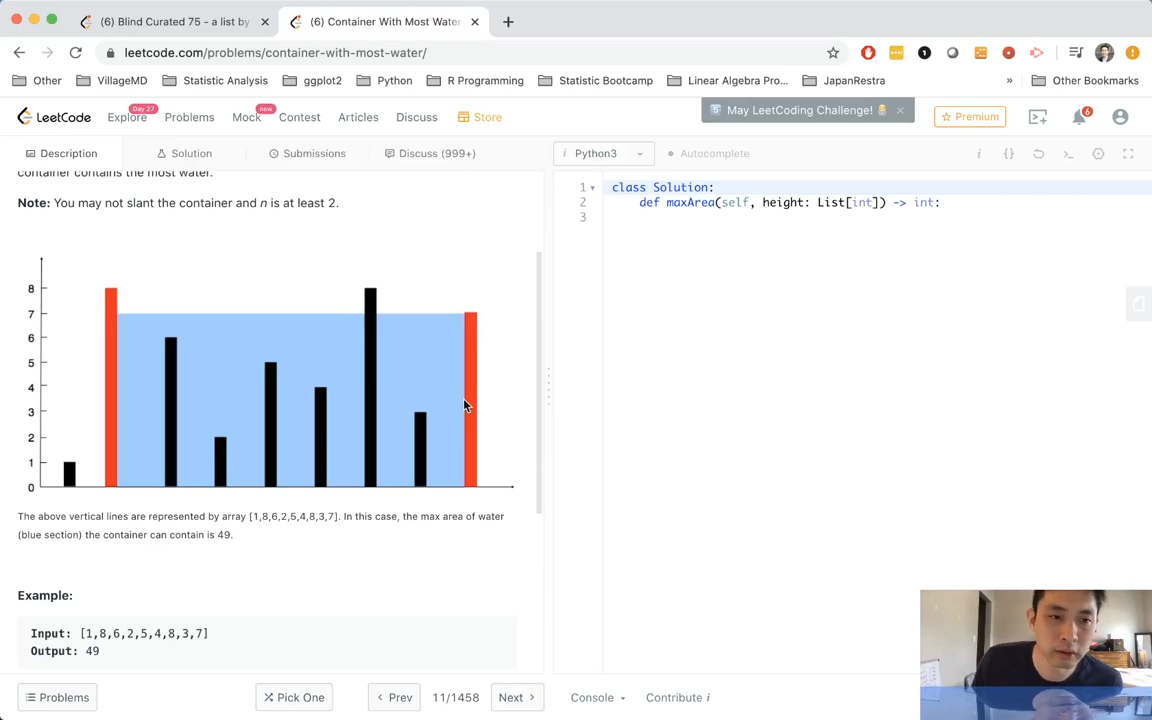 (6) Blind Curated 75 - a list by
(6) Container With Most Water
leetcode.com/problems/container-with-most-water/
Other VillageMD Statistic Analysis ggplot2 Python R Programming Statistic Bootcamp Linear Algebra Pro... JapanRestra » Other Bookmarks
LeetCode Explore Day 27 Problems Mock new Contest Articles Discuss Store
5 May LeetCoding Challenge!
Premium
6
Description Solution Submissions Discuss (999+)
i Python3 Autocomplete i {}
container contains the most water.
Note: You may not slant the container and n is at least 2.
1 class Solution:
2 def maxArea(self, height: List[int]) -> int:
3
8
7
6
5
4
3
2
1
0
The above vertical lines are represented by array [1,8,6,2,5,4,8,3,7]. In this case, the max area of water
(blue section) the container can contain is 49.
Example:
Input: [1,8,6,2,5,4,8,3,7]
Output: 49
Problems Pick One Prev 11/1458 Next Console Contribute i